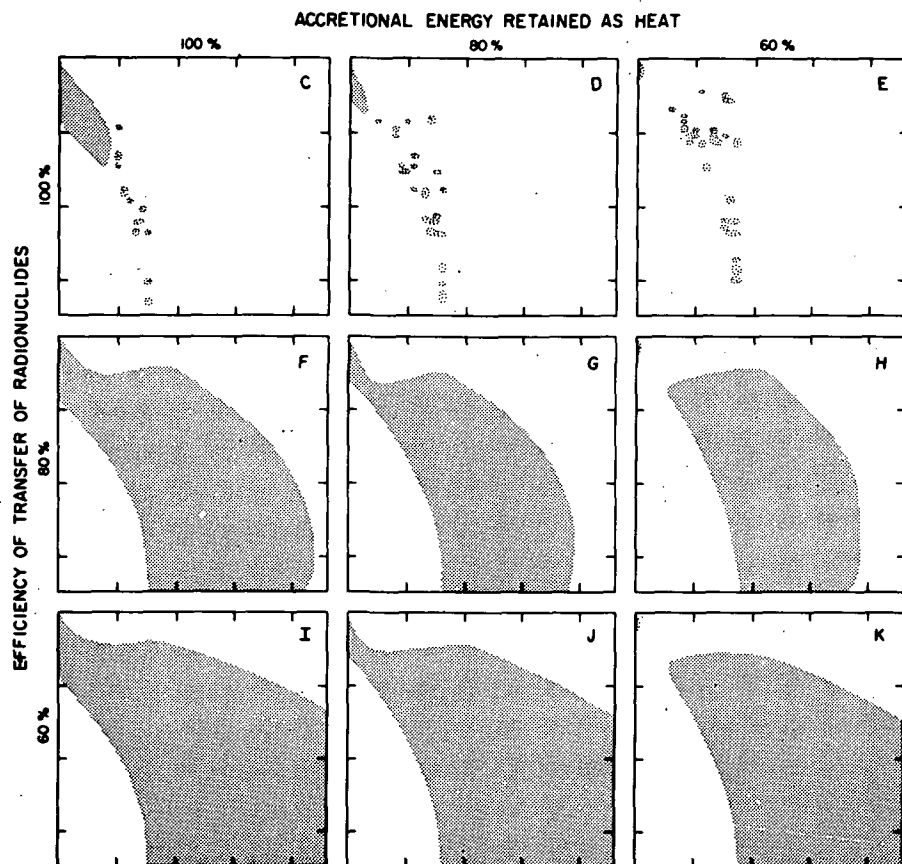 ACCRETIONAL ENERGY RETAINED AS HEAT
100 % 80 % 60 %
EFFICIENCY OF TRANSFER OF RADIONUCLIDES
100 %
C D E
80 %
F G H
60 %
I J K